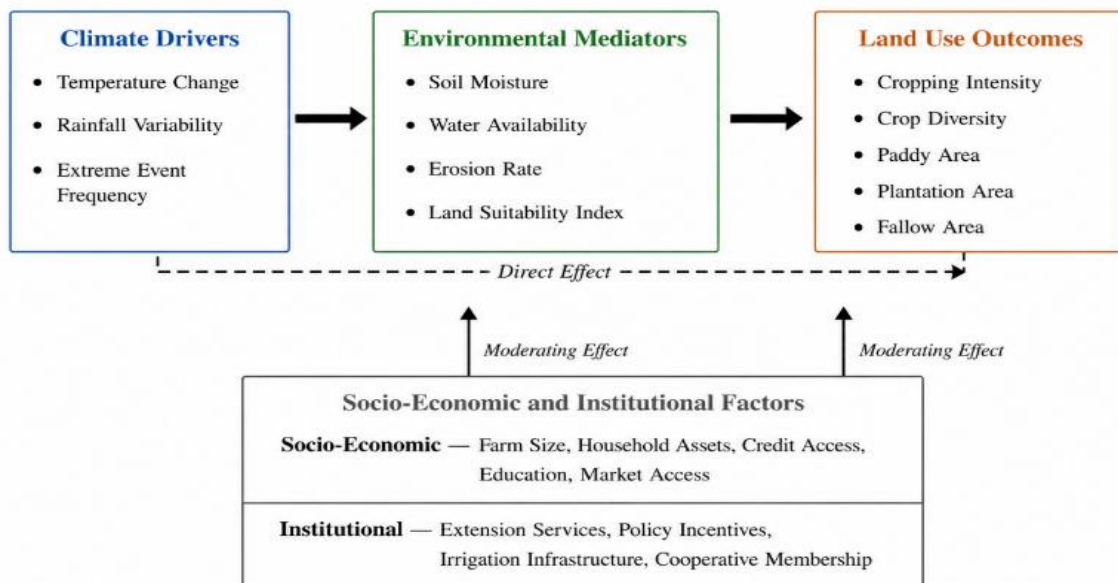 Climate Drivers
• Temperature Change
• Rainfall Variability
• Extreme Event
Frequency
Environmental Mediators
• Soil Moisture
• Water Availability
• Erosion Rate
• Land Suitability Index
Land Use Outcomes
• Cropping Intensity
• Crop Diversity
• Paddy Area
• Plantation Area
• Fallow Area
Direct Effect
Moderating Effect
Moderating Effect
Socio-Economic and Institutional Factors
Socio-Economic — Farm Size, Household Assets, Credit Access,
Education, Market Access
Institutional — Extension Services, Policy Incentives,
Irrigation Infrastructure, Cooperative Membership